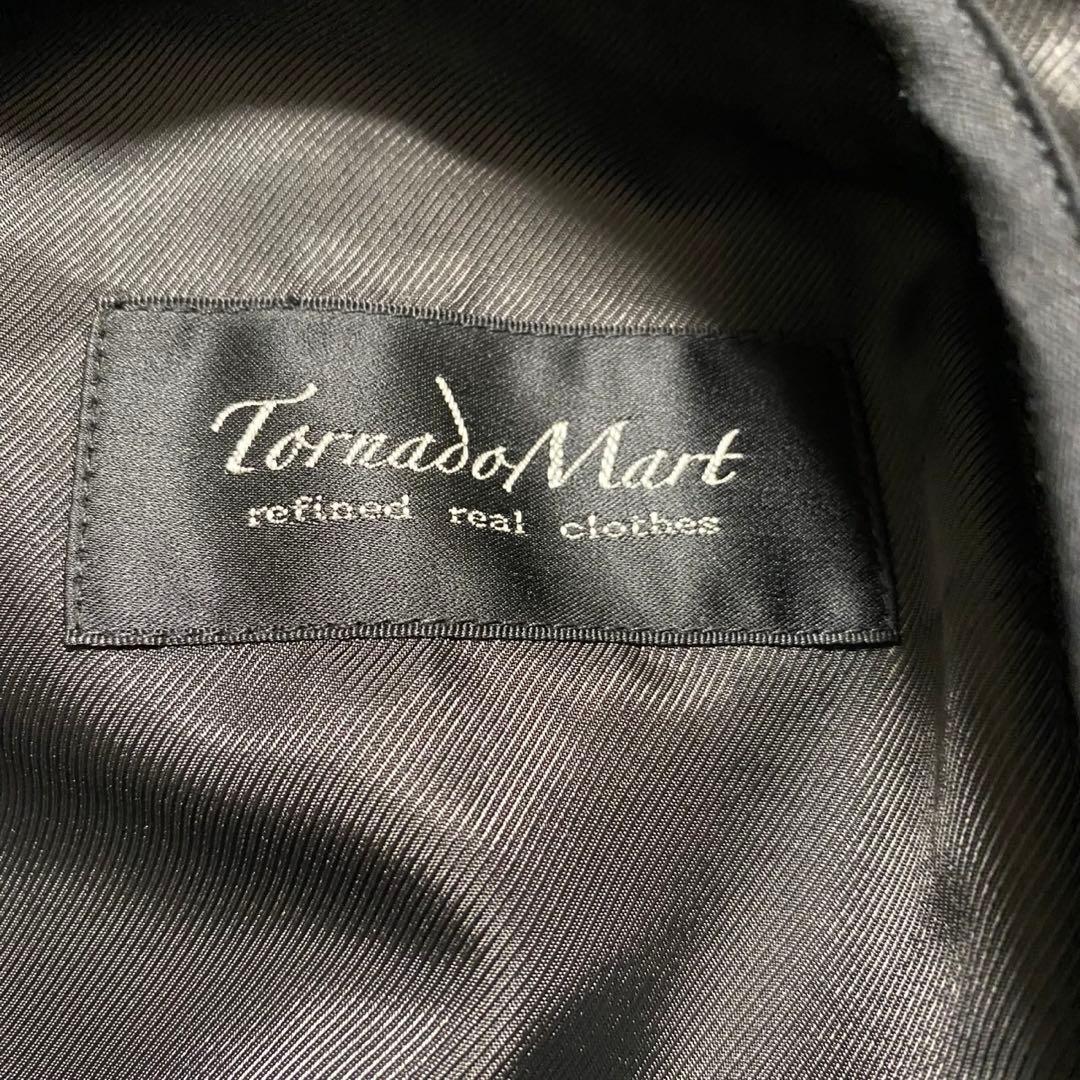 TornadoMart
refined real clothes